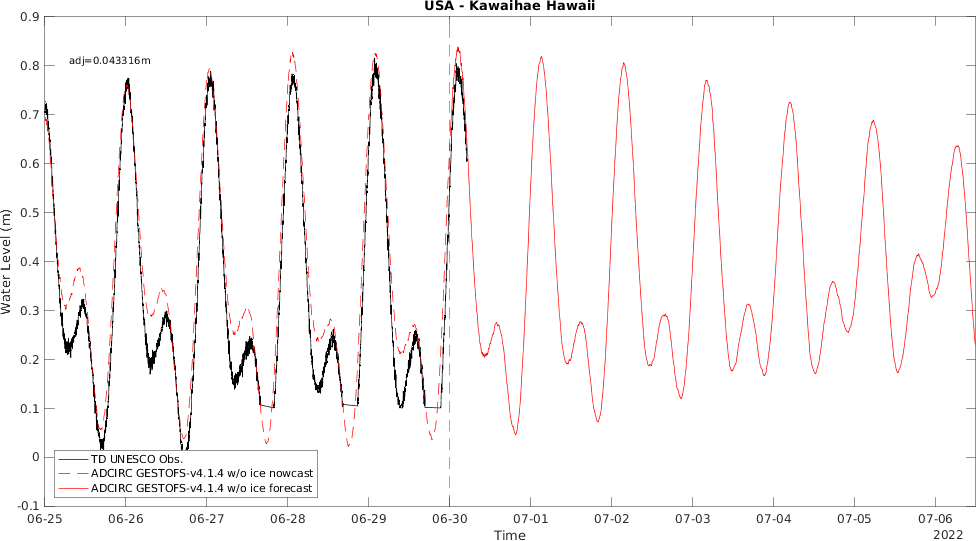 USA - Kawaihae Hawaii
0.9
adj=0.043316m
0.8
0.7
0.6
0.5
0.4
0.3
0.2
0.1
0
-0.1
Water Level (m)
TD UNESCO Obs.
ADCIRC GESTOFS-v4.1.4 w/o ice nowcast
ADCIRC GESTOFS-v4.1.4 w/o ice forecast
06-25 06-26 06-27 06-28 06-29 06-30 07-01 07-02 07-03 07-04 07-05 07-06
Time
2022